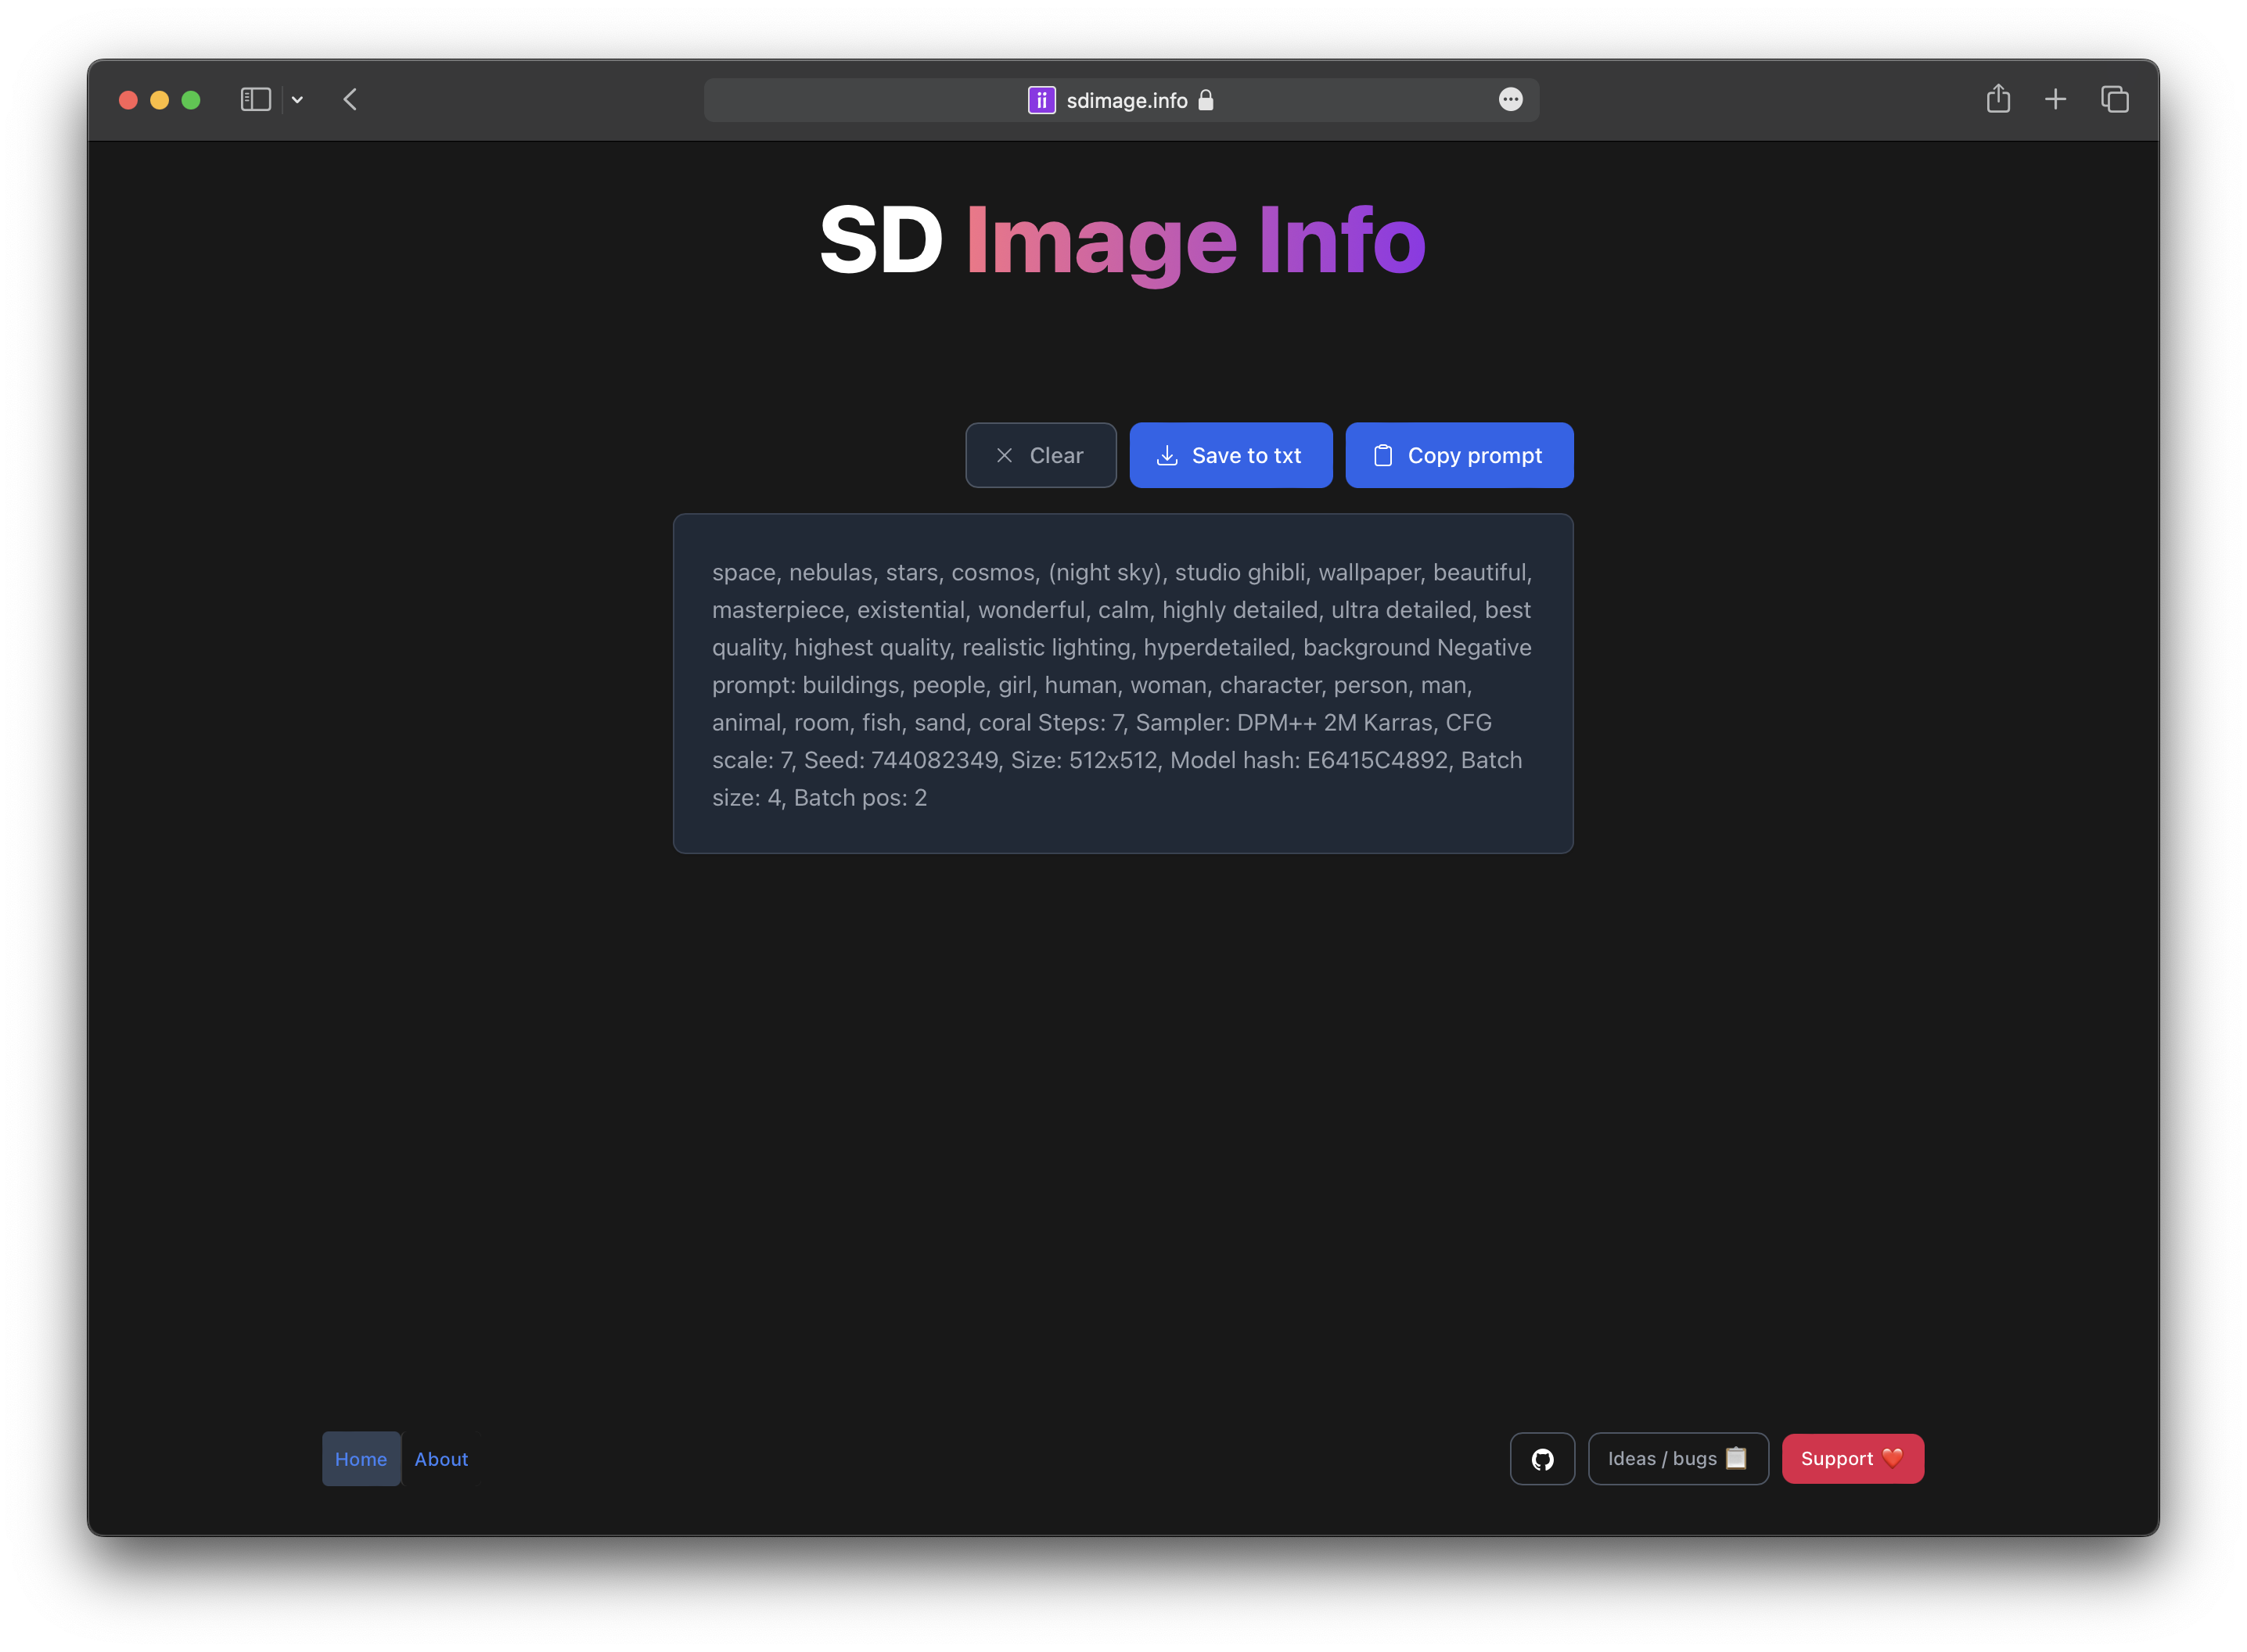 sdimage.info
SD Image Info
Clear
Save to txt
Copy prompt
space, nebulas, stars, cosmos, (night sky), studio ghibli, wallpaper, beautiful,
masterpiece, existential, wonderful, calm, highly detailed, ultra detailed, best
quality, highest quality, realistic lighting, hyperdetailed, background Negative
prompt: buildings, people, girl, human, woman, character, person, man,
animal, room, fish, sand, coral Steps: 7, Sampler: DPM++ 2M Karras, CFG
scale: 7, Seed: 744082349, Size: 512x512, Model hash: E6415C4892, Batch
size: 4, Batch pos: 2
Home
About
Ideas / bugs 📋
Support ❤️